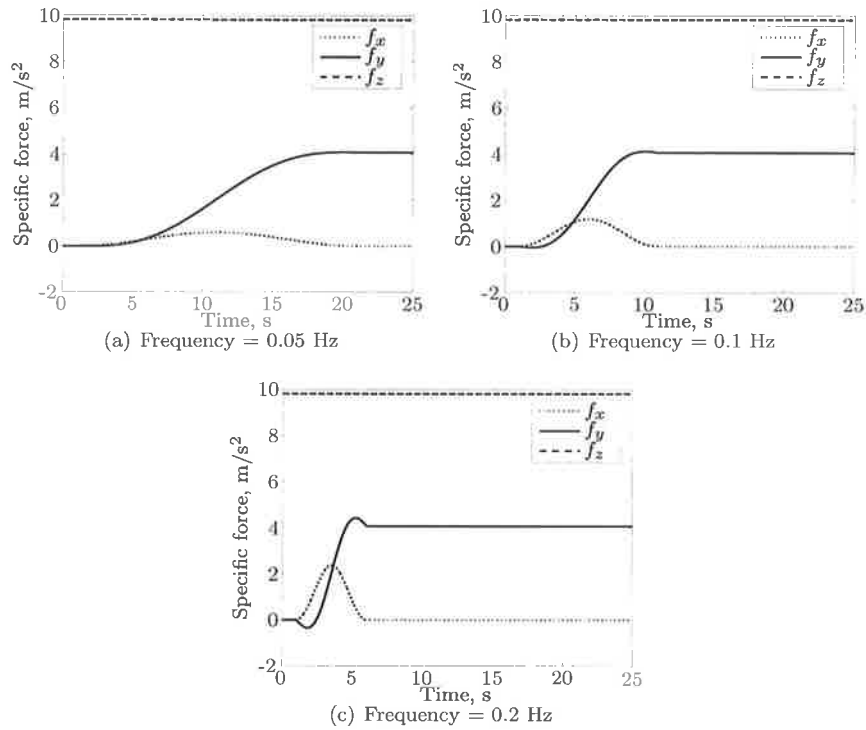 10
8
6
4
2
0
-2
Specific force, m/s²
f_x
f_y
f_z
0 5 10 15 20 25
Time, s
(a) Frequency = 0.05 Hz
10
8
6
4
2
0
-2
Specific force, m/s²
f_x
f_y
f_z
0 5 10 15 20 25
Time, s
(b) Frequency = 0.1 Hz
10
8
6
4
2
0
-2
Specific force, m/s²
f_x
f_y
f_z
0 5 10 15 20 25
Time, s
(c) Frequency = 0.2 Hz